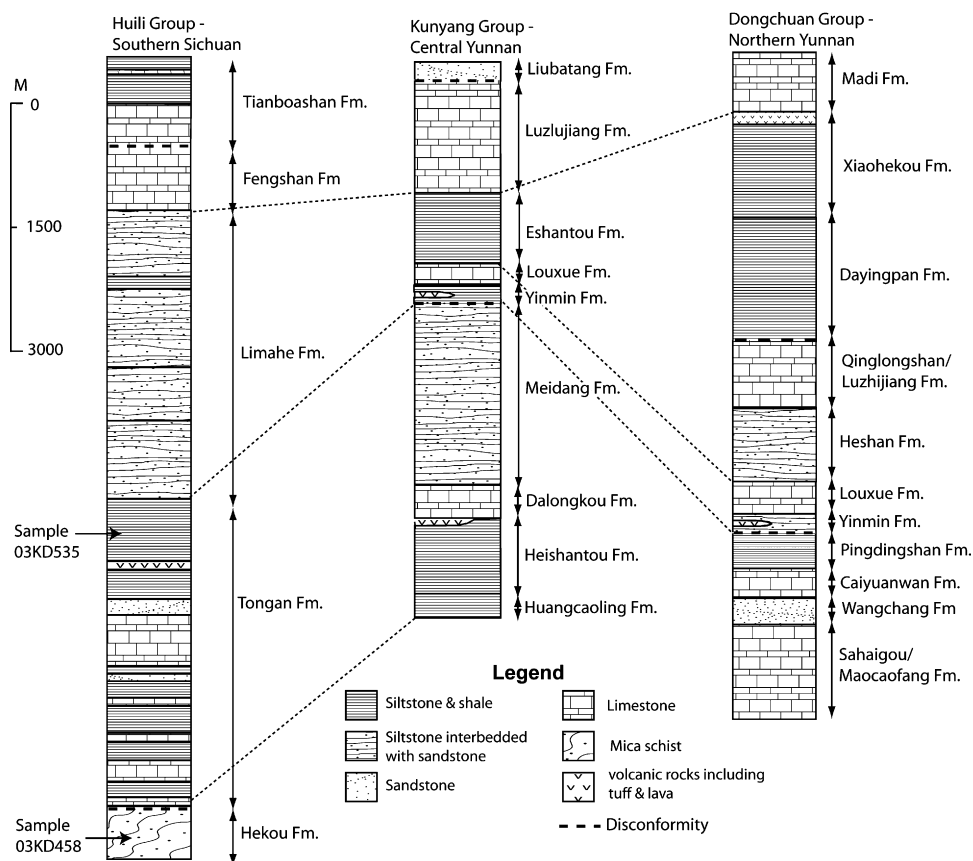 Huili Group -
Southern Sichuan
Kunyang Group -
Central Yunnan
Dongchuan Group -
Northern Yunnan
M
0
1500
3000
Tianboashan Fm.
Fengshan Fm
Limahe Fm.
Tongan Fm.
Hekou Fm.
Sample
03KD535
Sample
03KD458
Liubatang Fm.
Luzlujiang Fm.
Eshantou Fm.
Louxue Fm.
Yinmin Fm.
Meidang Fm.
Dalongkou Fm.
Heishantou Fm.
Huangcaoling Fm.
Madi Fm.
Xiaohekou Fm.
Dayingpan Fm.
Qinglongshan/
Luzhijiang Fm.
Heshan Fm.
Louxue Fm.
Yinmin Fm.
Pingdingshan Fm.
Caiyuanwan Fm.
Wangchang Fm
Sahaigou/
Maocaofang Fm.
Legend
Siltstone & shale
Siltstone interbedded
with sandstone
Sandstone
Limestone
Mica schist
volcanic rocks including
tuff & lava
Disconformity